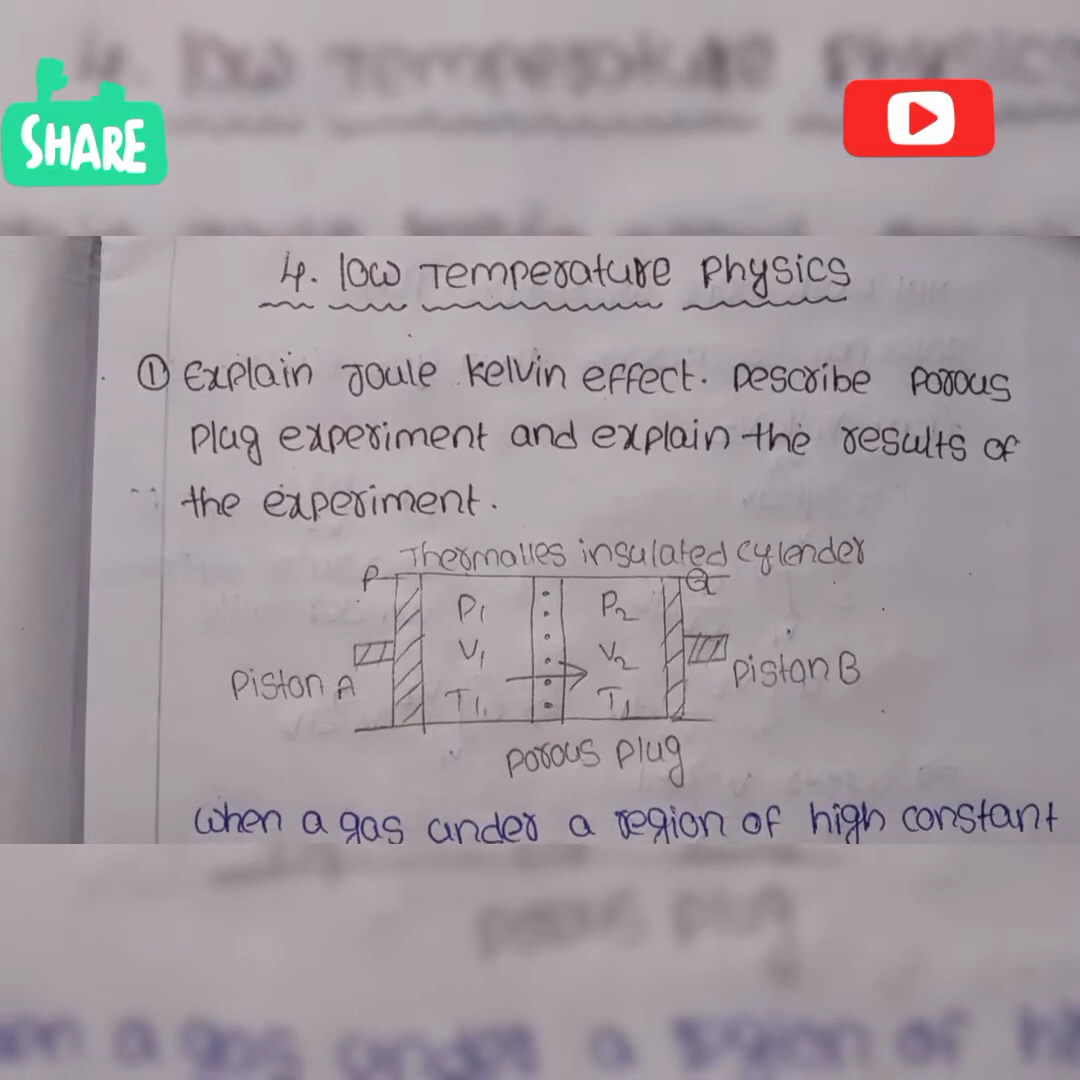 SHARE
4. low Temperature Physics
① Explain Joule kelvin effect. Describe porous
plug experiment and explain the results of
the experiment.
Thermalles insulated cylender
P
Q
P₁
P₂
V₁
V₂
T₁
T₁
Piston A
Piston B
Porous plug
when a gas under a region of high constant